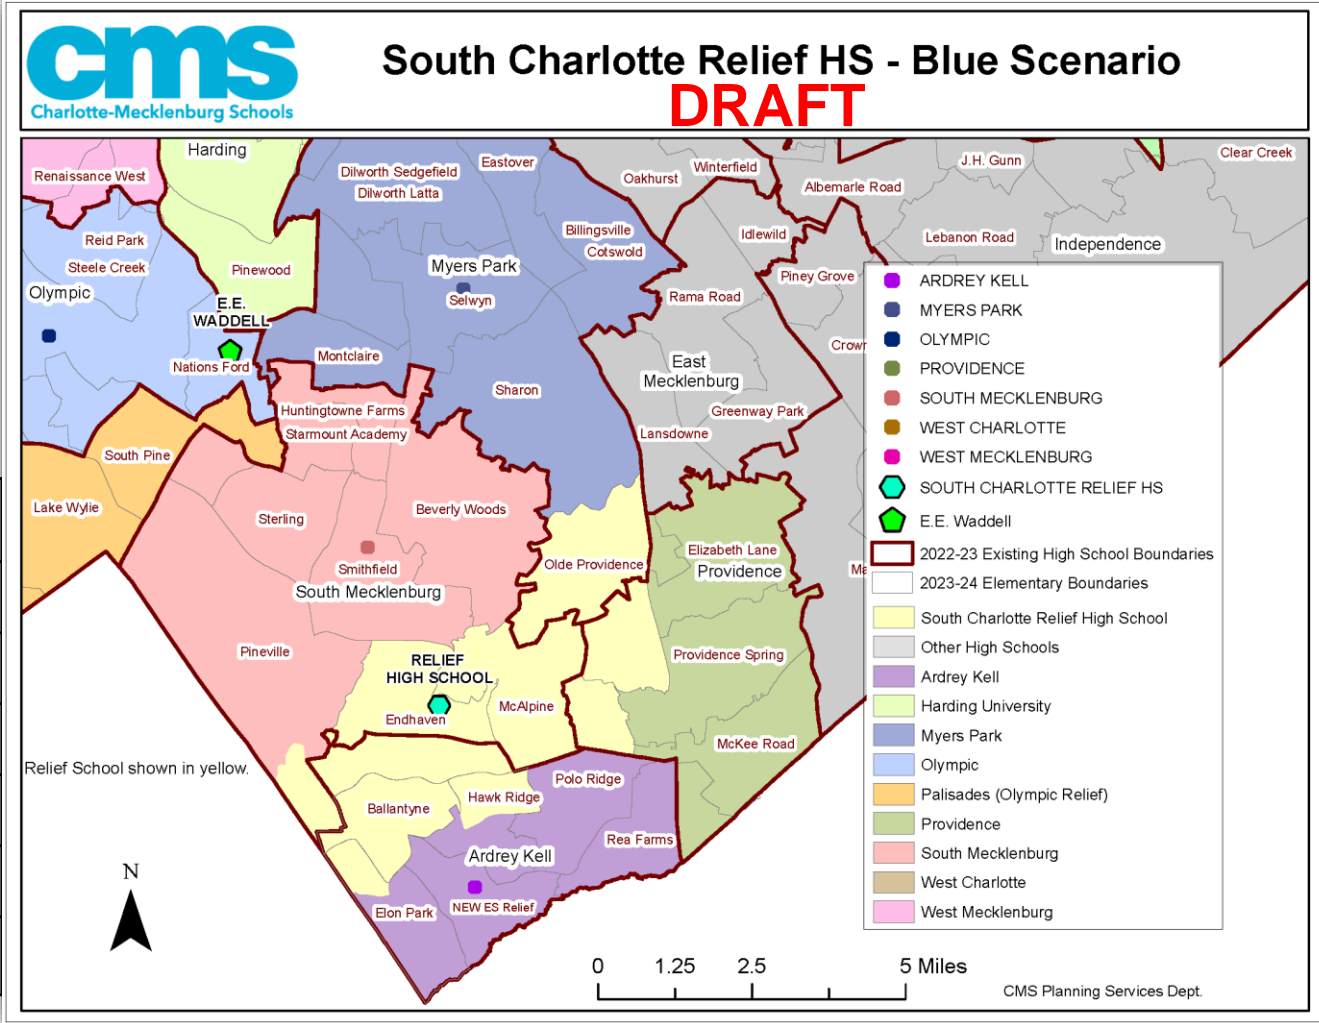 cms
Charlotte-Mecklenburg Schools
South Charlotte Relief HS - Blue Scenario
DRAFT
Harding
Renaissance West
Dilworth Sedgefield
Dilworth Latta
Eastover
Oakhurst
Winterfield
Albemarle Road
J.H. Gunn
Clear Creek
Reid Park
Steele Creek
Olympic
Pinewood
Billingsville
Cotswold
Idlewild
Lebanon Road
Independence
Myers Park
Selwyn
Rama Road
Piney Grove
E.E.
WADDELL
Nations Ford
Montclaire
Sharon
East
Mecklenburg
Crown
Greenway Park
Lansdowne
Huntingtowne Farms
Starmount Academy
South Pine
Lake Wylie
Sterling
Beverly Woods
Smithfield
South Mecklenburg
Olde Providence
Elizabeth Lane
Providence
Ma
Pineville
RELIEF
HIGH SCHOOL
Endhaven
McAlpine
Providence Spring
McKee Road
Relief School shown in yellow.
Ballantyne
Hawk Ridge
Polo Ridge
Rea Farms
Ardrey Kell
Elon Park
NEW ES Relief
N
ARDREY KELL
MYERS PARK
OLYMPIC
PROVIDENCE
SOUTH MECKLENBURG
WEST CHARLOTTE
WEST MECKLENBURG
SOUTH CHARLOTTE RELIEF HS
E.E. Waddell
2022-23 Existing High School Boundaries
2023-24 Elementary Boundaries
South Charlotte Relief High School
Other High Schools
Ardrey Kell
Harding University
Myers Park
Olympic
Palisades (Olympic Relief)
Providence
South Mecklenburg
West Charlotte
West Mecklenburg
0 1.25 2.5 5 Miles
CMS Planning Services Dept.